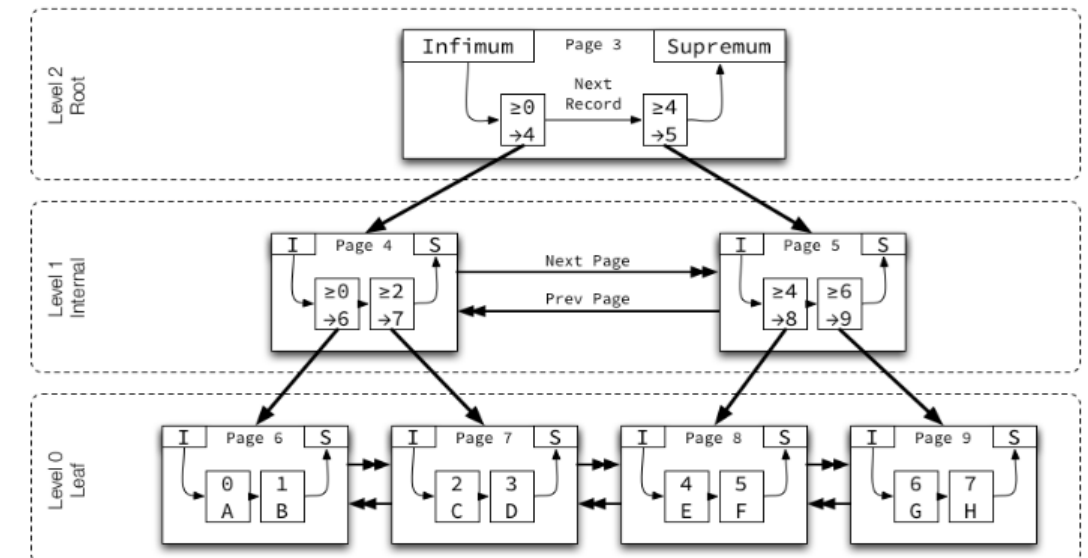 Level 2
Root
Infimum
Page 3
Supremum
Next
Record
≥0
→4
≥4
→5
Level 1
Internal
I
Page 4
S
≥0
→6
≥2
→7
Next Page
Prev Page
I
Page 5
S
≥4
→8
≥6
→9
Level 0
Leaf
I
Page 6
S
0
A
1
B
I
Page 7
S
2
C
3
D
I
Page 8
S
4
E
5
F
I
Page 9
S
6
G
7
H